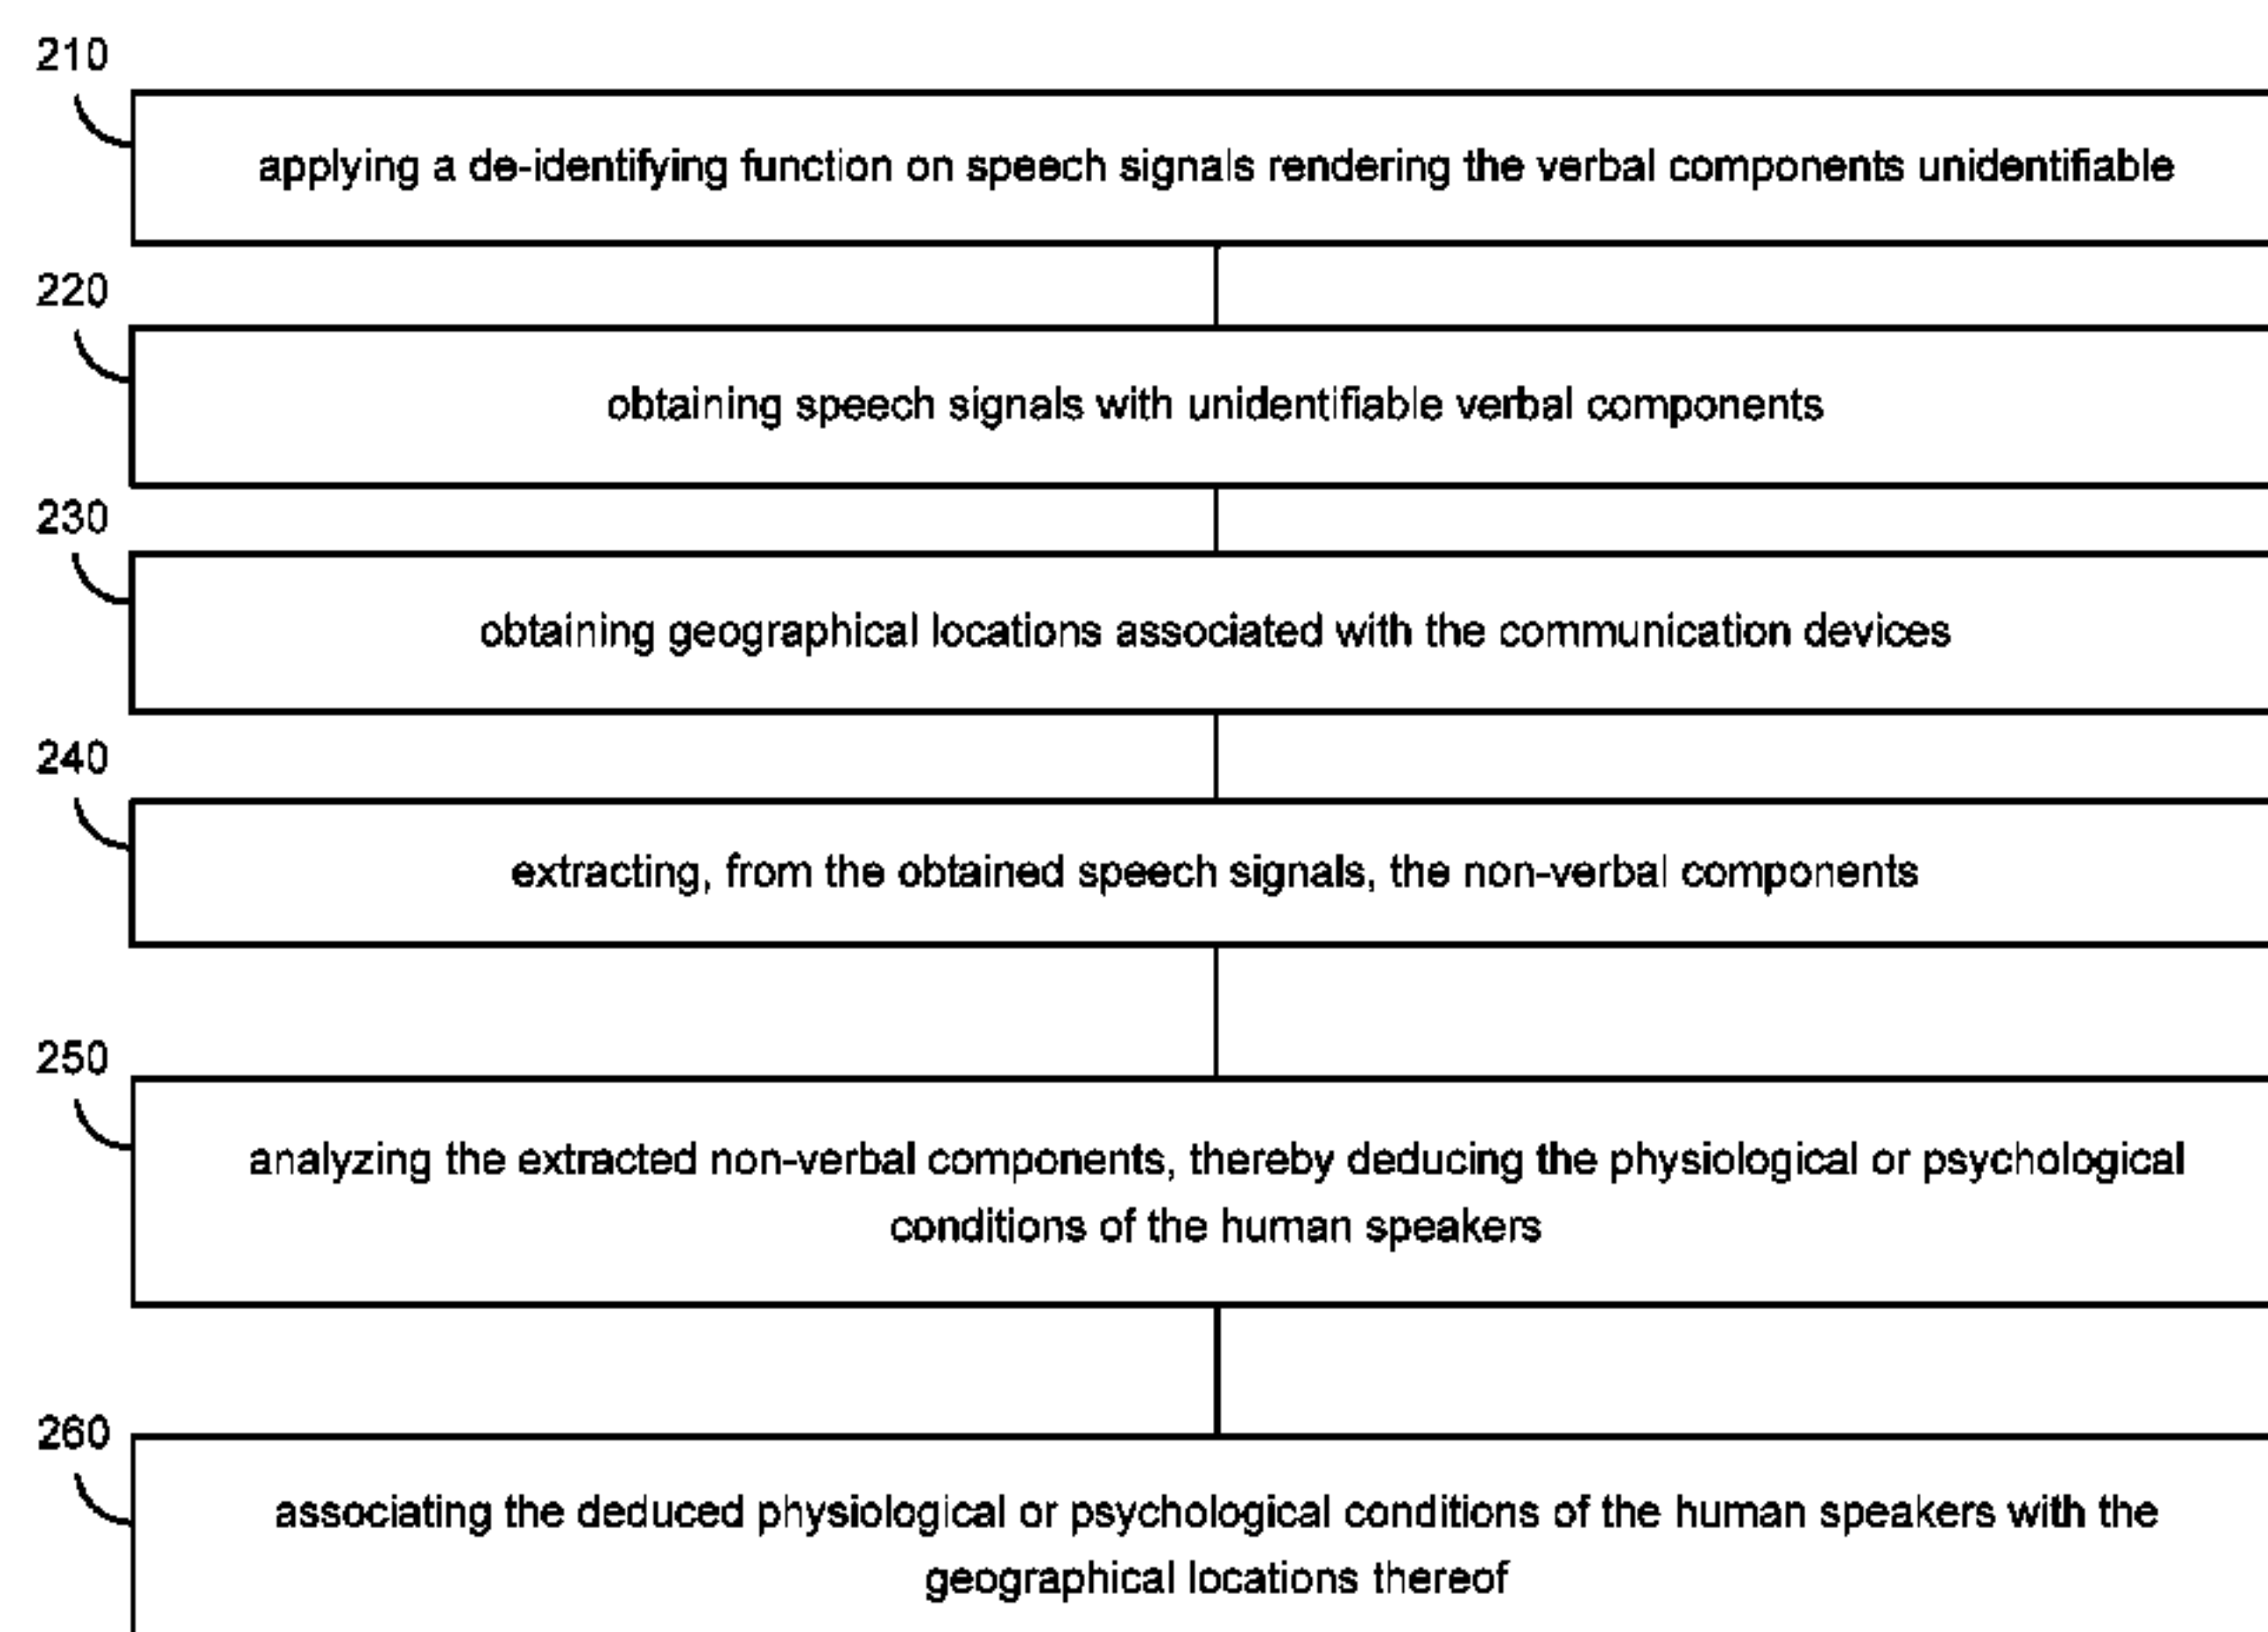 210
applying a de-identifying function on speech signals rendering the verbal components unidentifiable
220
obtaining speech signals with unidentifiable verbal components
230
obtaining geographical locations associated with the communication devices
240
extracting, from the obtained speech signals, the non-verbal components
250
analyzing the extracted non-verbal components, thereby deducing the physiological or psychological
conditions of the human speakers
260
associating the deduced physiological or psychological conditions of the human speakers with the
geographical locations thereof